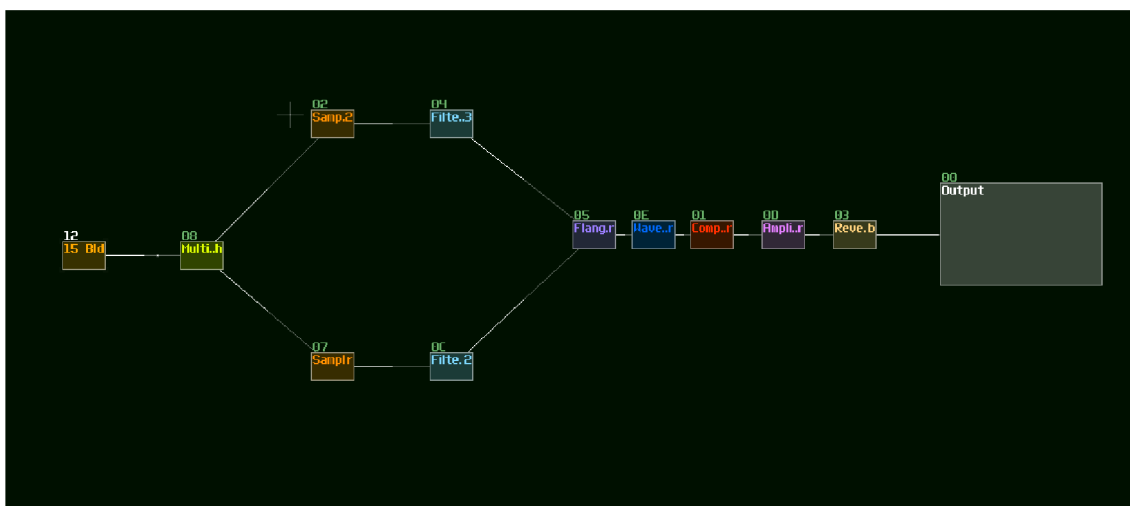 02
Samp.2
04
Filte..3
12
15 Bld
08
Multi..h
07
Samplr
0C
Filte.2
05
Flang.r
0E
Wave..r
01
Comp..r
0D
Ampli..r
03
Reve.b
00
Output